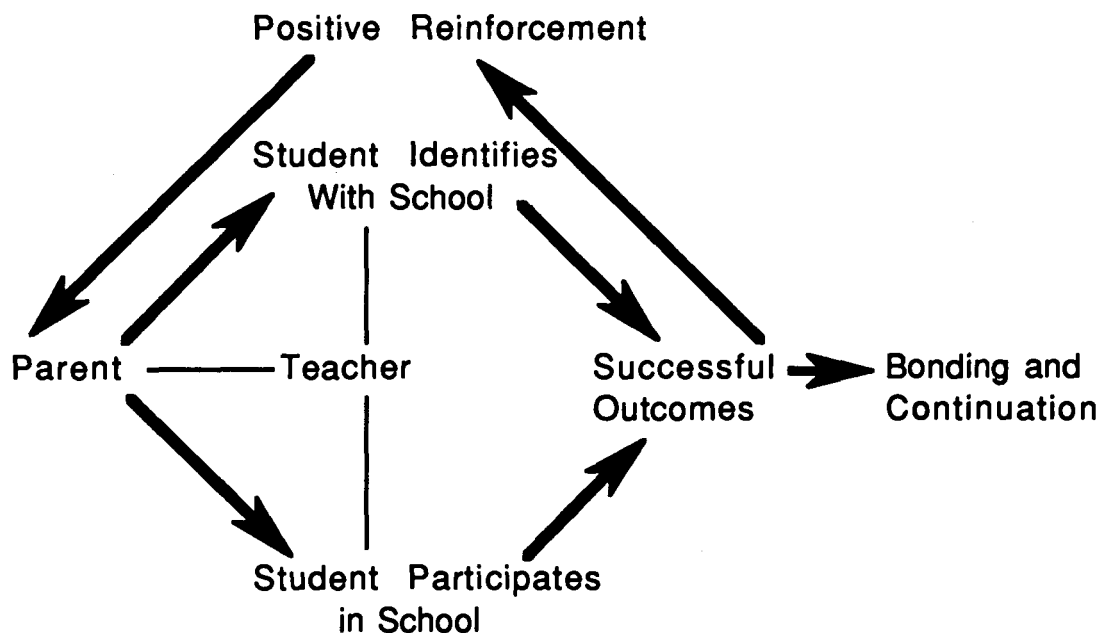 Positive Reinforcement
Student Identifies
With School
Parent
Teacher
Successful
Outcomes
Bonding and
Continuation
Student Participates
in School